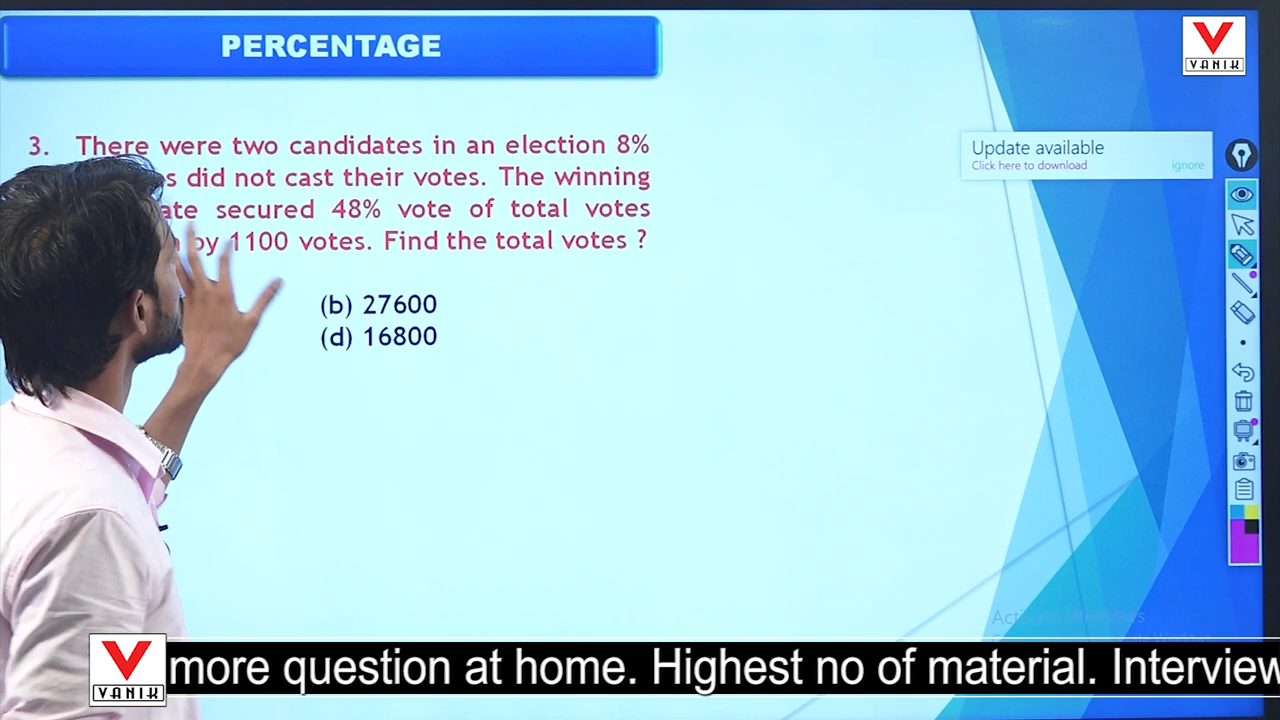 PERCENTAGE
VANIK
3. There were two candidates in an election 8%
did not cast their votes. The winning
secured 48% vote of total votes
by 1100 votes. Find the total votes ?
(b) 27600
(d) 16800
Update available
Click here to download ignore
VANIK
more question at home. Highest no of material. Interview